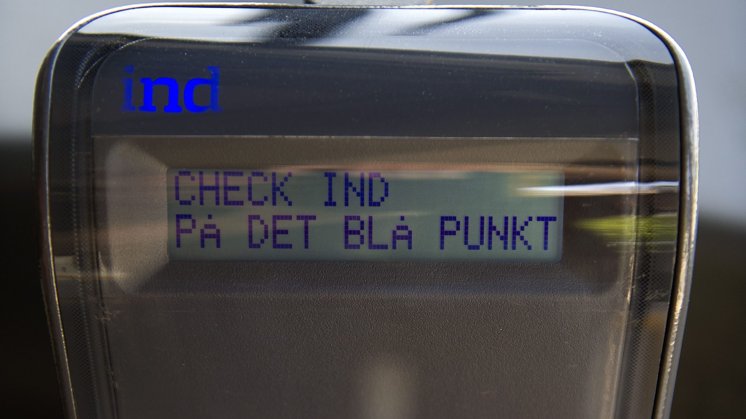 ind
CHECK IND
PÅ DET BLÅ PUNKT